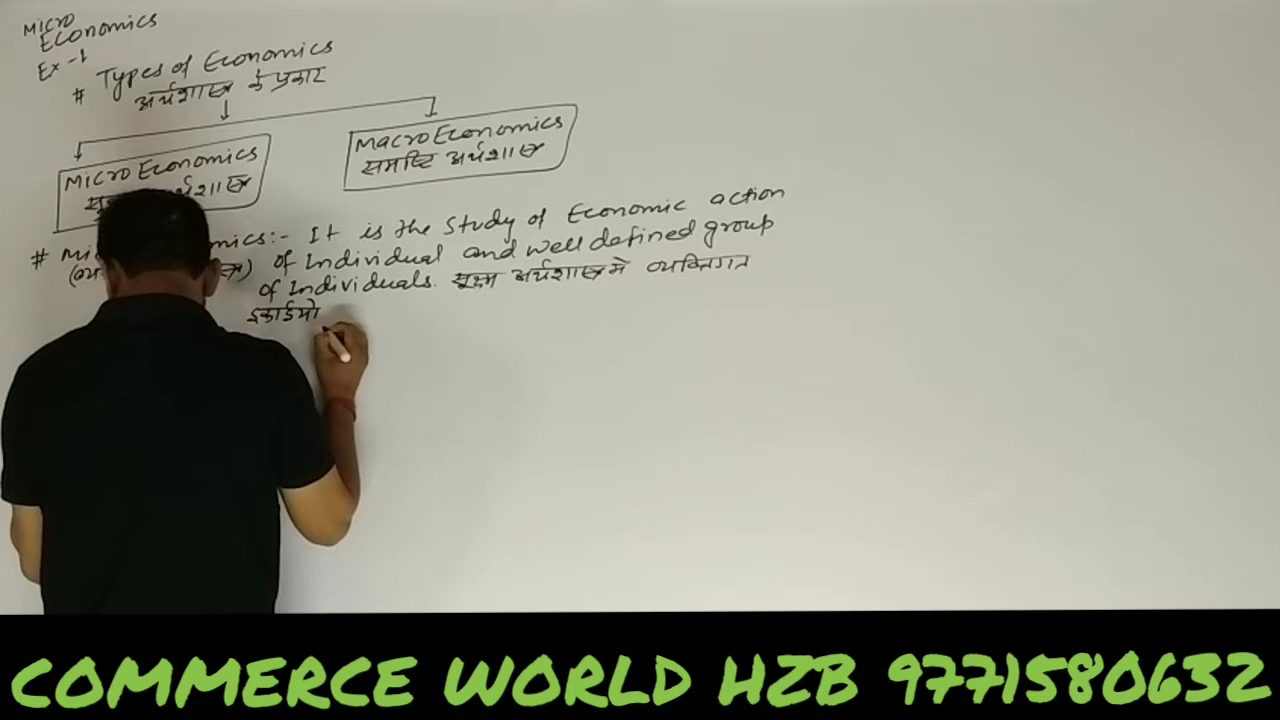 MICRO
ECONOMICS
Ex-1
# Types of Economics
अर्थशास्त्र के प्रकार
MICRO Economics
अर्थशास्त्र
Macro Economics
समष्टि अर्थशास्त्र
# :- It is the Study of Economic action
of Individual and well defined group
of Individuals. सूक्ष्म अर्थशास्त्र मे व्यक्तिगत
इकाईयो
COMMERCE WORLD HZB 9771580632